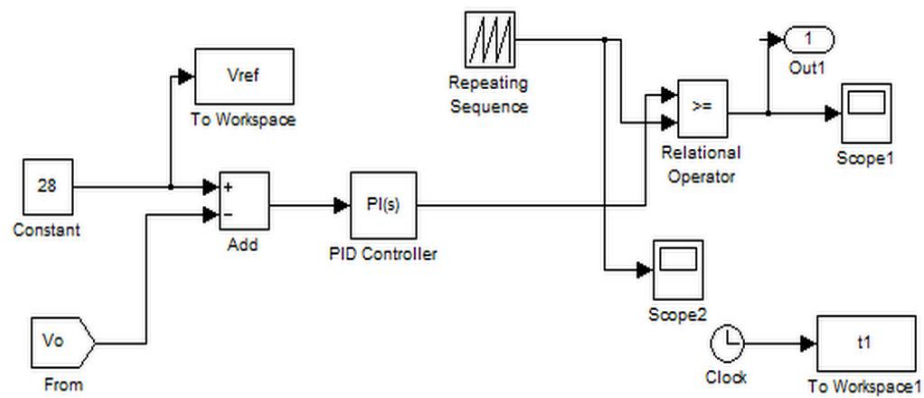 1
Out1
Vref
To Workspace
Repeating
Sequence
>=
Relational
Operator
Scope1
28
Constant
+
−
Add
PI(s)
PID Controller
Scope2
Vo
From
Clock
t1
To Workspace1